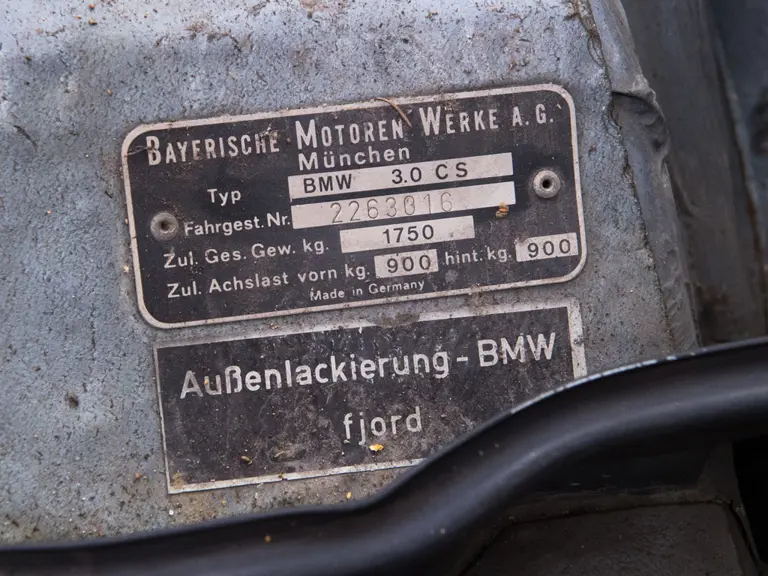 BAYERISCHE MOTOREN WERKE A.G.
München
Typ BMW 3.0 CS
Fahrgest. Nr. 2263016
Zul. Ges. Gew. kg. 1750
Zul. Achslast vorn kg. 900 hint. kg. 900
Made in Germany
Außenlackierung - BMW
fjord